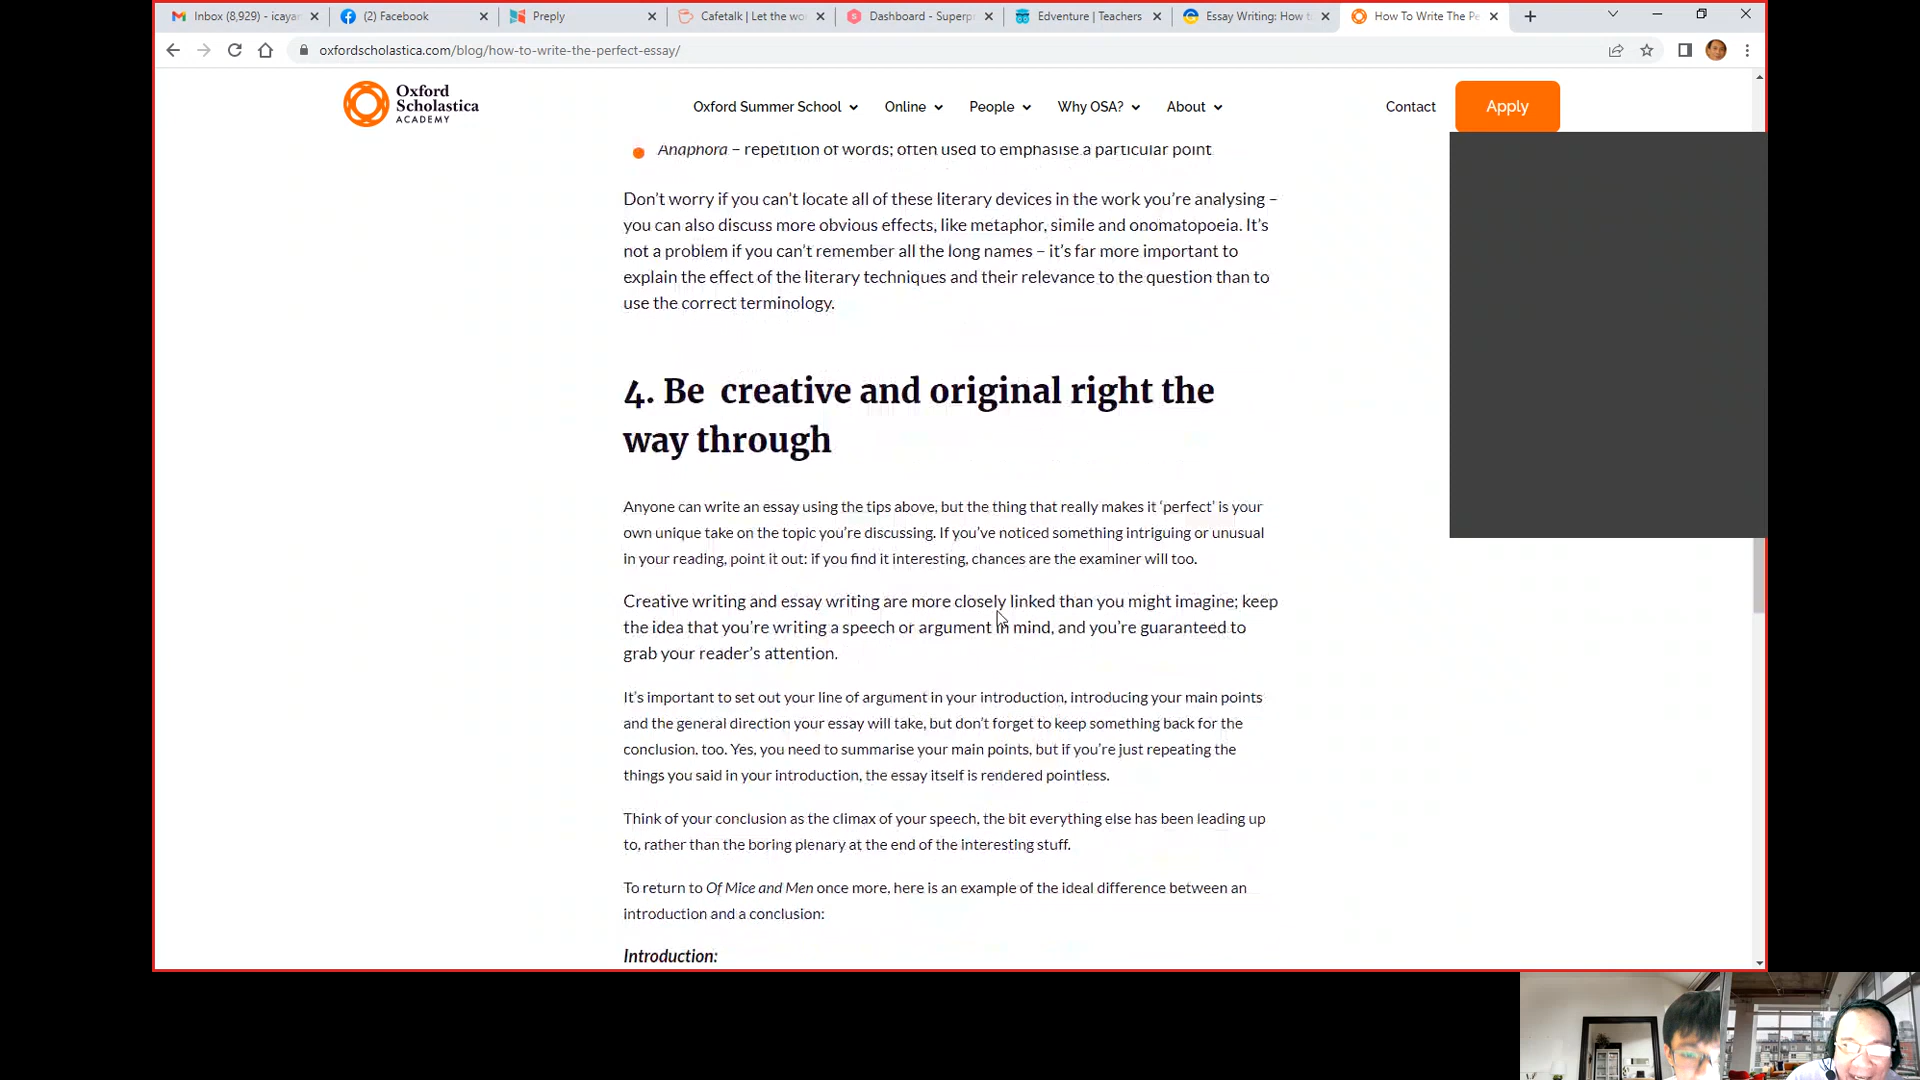 Inbox (8,929) - icayan
(2) Facebook
Preply
Cafetalk | Let the wo
Dashboard - Superp
Edventure | Teachers
Essay Writing: How t
How To Write The Pe
oxfordscholastica.com/blog/how-to-write-the-perfect-essay/
Oxford
Scholastica
ACADEMY
Oxford Summer School
Online
People
Why OSA?
About
Contact
Apply
Anaphora – repetition of words; often used to emphasise a particular point
Don’t worry if you can’t locate all of these literary devices in the work you’re analysing –
you can also discuss more obvious effects, like metaphor, simile and onomatopoeia. It’s
not a problem if you can’t remember all the long names – it’s far more important to
explain the effect of the literary techniques and their relevance to the question than to
use the correct terminology.
4. Be creative and original right the
way through
Anyone can write an essay using the tips above, but the thing that really makes it ‘perfect’ is your
own unique take on the topic you’re discussing. If you’ve noticed something intriguing or unusual
in your reading, point it out: if you find it interesting, chances are the examiner will too.
Creative writing and essay writing are more closely linked than you might imagine; keep
the idea that you’re writing a speech or argument in mind, and you’re guaranteed to
grab your reader’s attention.
It’s important to set out your line of argument in your introduction, introducing your main points
and the general direction your essay will take, but don’t forget to keep something back for the
conclusion, too. Yes, you need to summarise your main points, but if you’re just repeating the
things you said in your introduction, the essay itself is rendered pointless.
Think of your conclusion as the climax of your speech, the bit everything else has been leading up
to, rather than the boring plenary at the end of the interesting stuff.
To return to Of Mice and Men once more, here is an example of the ideal difference between an
introduction and a conclusion:
Introduction: